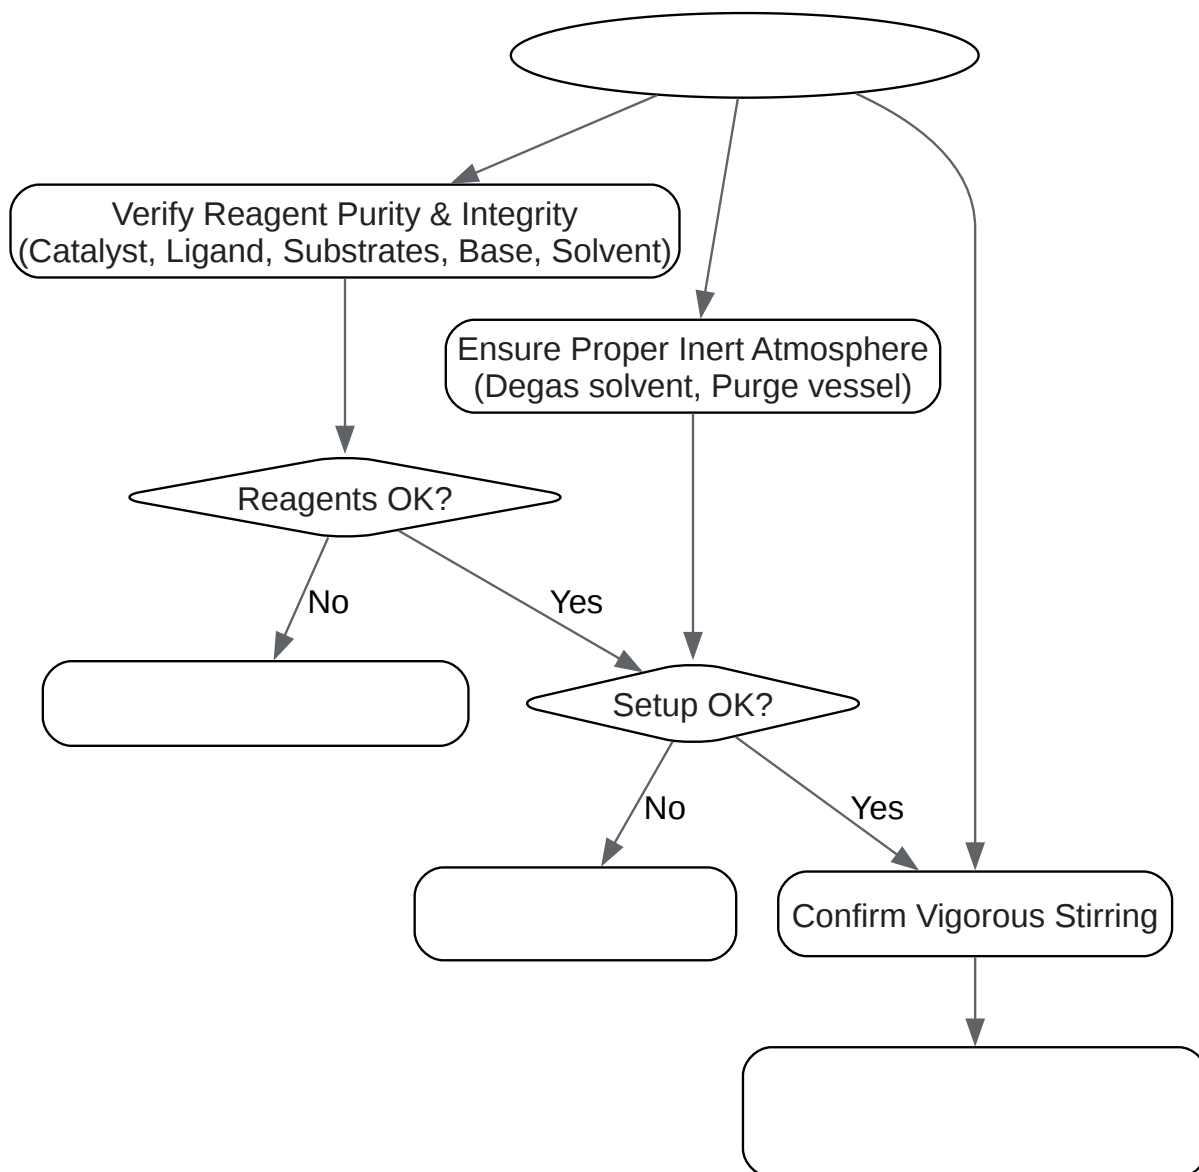 Verify Reagent Purity & Integrity
(Catalyst, Ligand, Substrates, Base, Solvent)
Ensure Proper Inert Atmosphere
(Degas solvent, Purge vessel)
Reagents OK?
No
Yes
Setup OK?
No
Yes
Confirm Vigorous Stirring